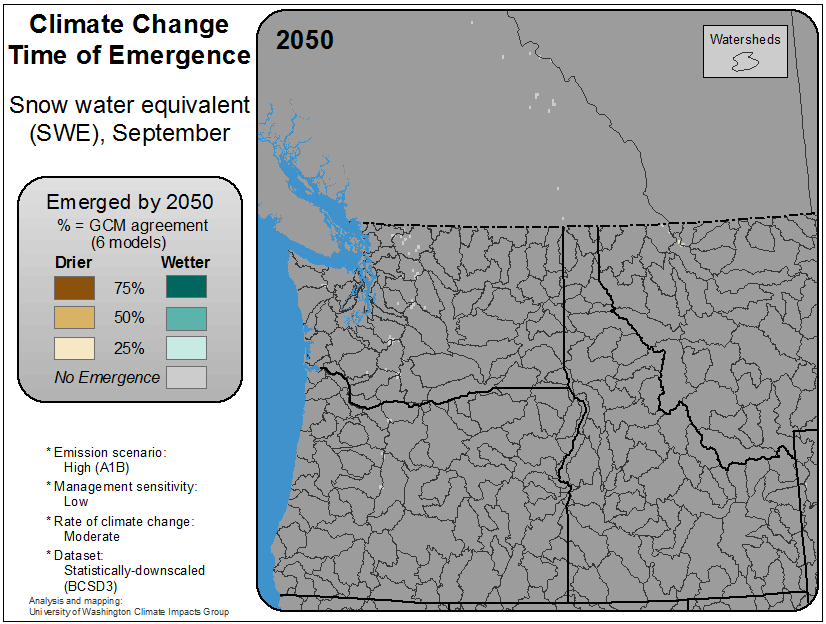 Climate Change
Time of Emergence
Snow water equivalent
(SWE), September
Emerged by 2050
% = GCM agreement
(6 models)
Drier Wetter
75%
50%
25%
No Emergence
* Emission scenario:
High (A1B)
* Management sensitivity:
Low
* Rate of climate change:
Moderate
* Dataset:
Statistically-downscaled
(BCSD3)
Analysis and mapping:
University of Washington Climate Impacts Group
2050
Watersheds